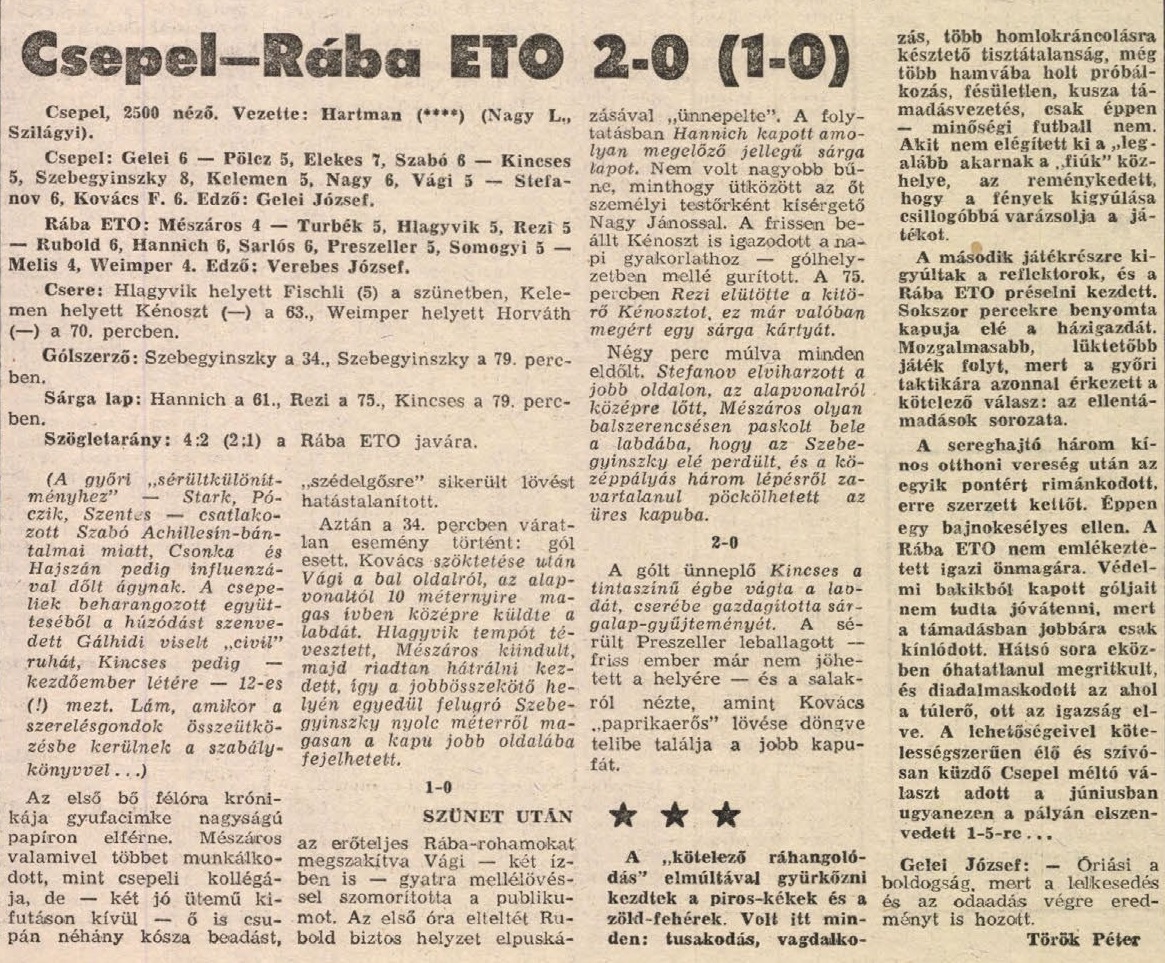 Csepel—Rába ETO 2-0 (1-0)
Csepel, 2500 néző. Vezette: Hartman (****) (Nagy L.,
Szilágyi).
Csepel: Gelei 6 — Pölcz 5, Elekes 7, Szabó 6 — Kincses
5, Szebegyinszky 8, Kelemen 5, Nagy 6, Vági 5 — Stefa-
nov 6, Kovács F. 6. Edző: Gelei József.
Rába ETO: Mészáros 4 — Turbék 5, Hlagyvik 5, Rezi 5
— Rubold 6, Hannich 6, Sarlós 6, Preszeller 5, Somogyi 5 —
Melis 4, Weimper 4. Edző: Verebes József.
Csere: Hlagyvik helyett Fischli (5) a szünetben, Kele-
men helyett Kénoszt (—) a 63., Weimper helyett Horváth
(—) a 70. percben.
Gólszerző: Szebegyinszky a 34., Szebegyinszky a 79. perc-
ben.
Sárga lap: Hannich a 61., Rezi a 75., Kincses a 79. perc-
ben.
Szögletarány: 4:2 (2:1) a Rába ETO javára.
(A győri „sérültkülönít-
ményhez” — Stark, Pó-
czik, Szentes — csatlako-
zott Szabó Achillesin-bán-
talmai miatt, Csonka és
Hajszán pedig influenzá-
val dőlt ágynak. A csepe-
liek beharangozott együt-
teséből a húzódást szenve-
dett Gálhidi viselt „civil”
ruhát, Kincses pedig —
kezdőember létére — 12-es
(!) mezt. Lám, amikor a
szerelésgondok összeütkö-
zésbe kerülnek a szabály-
könyvvel...)
Az első bő félóra króni-
kája gyufacimke nagyságú
papíron elférne. Mészáros
valamivel többet munkálko-
dott, mint csepeli kollégá-
ja, de — két jó ütemű ki-
futáson kívül — ő is csu-
pán néhány kósza beadást,
„szédelgősre” sikerült lövést
hatástalanított.
Aztán a 34. percben várat-
lan esemény történt: gól
esett. Kovács szöktetése után
Vági a bal oldalról, az alap-
vonaltól 10 méternyire ma-
gas ívben középre küldte a
labdát. Hlagyvik tempót té-
vesztett, Mészáros kiindult,
majd riadtan hátrálni kez-
dett, így a jobbösszekötő he-
lyén egyedül felugró Szebe-
gyinszky nyolc méterről ma-
gasan a kapu jobb oldalába
fejelhetett.
1-0
SZÜNET UTÁN
az erőteljes Rába-rohamokat
megszakítva Vági — két íz-
ben is — gyatra mellélövés-
sel szomorította a publiku-
mot. Az első óra elteltét Ru-
bold biztos helyzet elpuská-
zásával „ünnepelte”. A foly-
tatásban Hannich kapott amo-
lyan megelőző jellegű sárga
lapot. Nem volt nagyobb bű-
ne, minthogy ütközött az őt
személyi testőrként kísérgető
Nagy Jánossal. A frissen be-
állt Kénoszt is igazodott a na-
pi gyakorlathoz — gólhely-
zetben mellé gurított. A 75.
percben Rezi elütötte a kitö-
rő Kénosztot, ez már valóban
megért egy sárga kártyát.
Négy perc múlva minden
eldőlt. Stefanov elviharzott a
jobb oldalon, az alapvonalról
középre lőtt, Mészáros olyan
balszerencsésen paskolt bele
a labdába, hogy az Szebe-
gyinszky elé perdült, és a kö-
zéppályás három lépésről za-
vartalanul pöckölhetett az
üres kapuba.
2-0
A gólt ünneplő Kincses a
tintaszínű égbe vágta a lab-
dát, cserébe gazdagította sár-
galap-gyűjteményét. A sé-
rült Preszeller leballagott —
friss ember már nem jöhe-
tett a helyére — és a salak-
ról nézte, amint Kovács
„paprikaerős” lövése döngve
telibe találja a jobb kapu-
fát.
★ ★ ★
A „kötelező ráhangoló-
dás” elmúltával gyürkőzni
kezdtek a piros-kékek és a
zöld-fehérek. Volt itt min-
den: tusakodás, vagdalko-
zás, több homlokráncolásra
késztető tisztátalanság, még
több hamvába holt próbál-
kozás, fésületlen, kusza tá-
madásvezetés, csak éppen
— minőségi futball nem.
Akit nem elégített ki a „leg-
alább akarnak a „fiúk” köz-
helye, az reménykedett,
hogy a fények kigyúlása
csillogóbbá varázsolja a já-
tékot.
A második játékrészre ki-
gyúltak a reflektorok, és a
Rába ETO préselni kezdett.
Sokszor percekre benyomta
kapuja elé a házigazdát.
Mozgalmasabb, lüktetőbb
játék folyt, mert a győri
taktikára azonnal érkezett a
kötelező válasz: az ellentá-
madások sorozata.
A sereghajtó három kí-
nos otthoni vereség után az
egyik pontért rimánkodott,
erre szerzett kettőt. Éppen
egy bajnokesélyes ellen. A
Rába ETO nem emlékezte-
tett igazi önmagára. Védel-
mi bakikból kapott góljait
nem tudta jóvátenni, mert
a támadásban jobbára csak
kínlódott. Hátsó sora eköz-
ben óhatatlanul megritkult,
és diadalmaskodott az ahol
a túlerő, ott az igazság el-
ve. A lehetőségeivel köte-
lességszerűen élő és szívó-
san küzdő Csepel méltó vá-
laszt adott a júniusban
ugyanezen a pályán elszen-
vedett 1-5-re...
Gelei József: — Óriási a
boldogság, mert a lelkesedés
és az odaadás végre ered-
ményt is hozott.
Török Péter